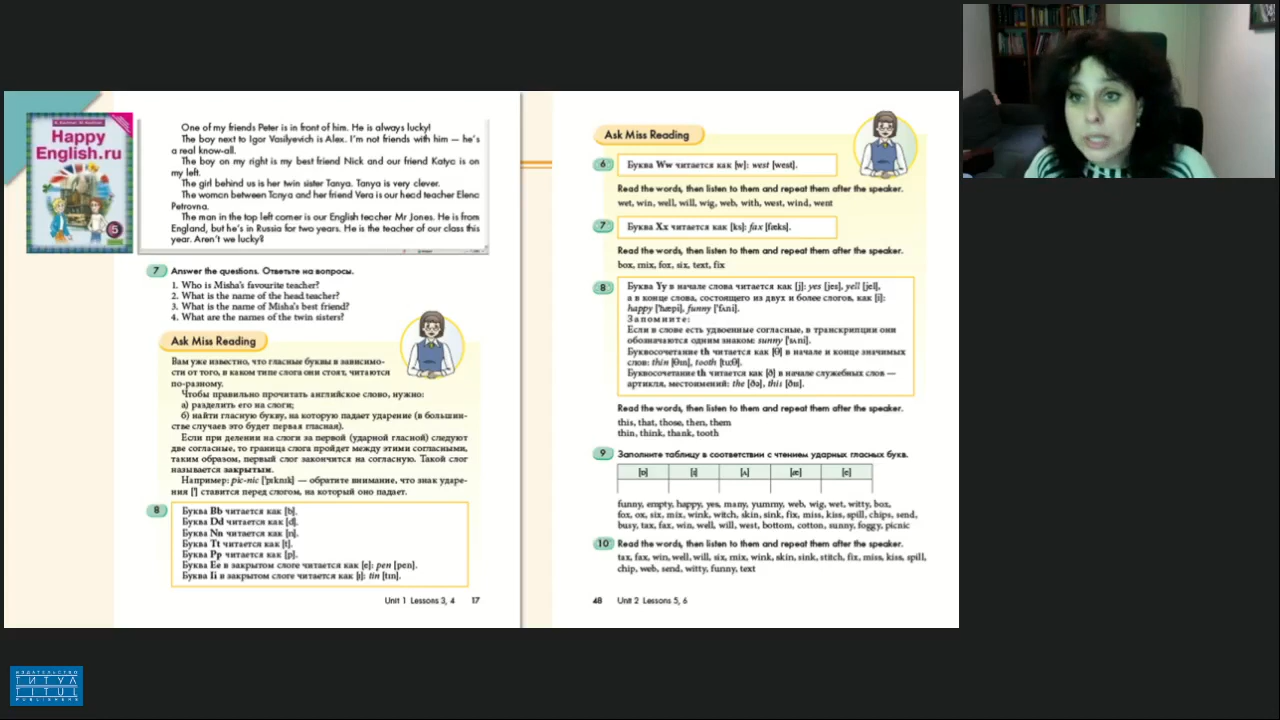 Happy
English.ru
5
One of my friends Peter is in front of him. He is always lucky!
The boy next to Igor Vasilyevich is Alex. I'm not friends with him — he's
a real know-all.
The boy on my right is my best friend Nick and our friend Katya is on
my left.
The girl behind us is her twin sister Tanya. Tanya is very clever.
The woman between Tanya and her friend Vera is our head teacher Elena
Petrovna.
The man in the top left corner is our English teacher Mr Jones. He is from
England, but he's in Russia for two years. He is the teacher of our class this
year. Aren't we lucky?
7 Answer the questions. Ответьте на вопросы.
1. Who is Misha's favourite teacher?
2. What is the name of the head teacher?
3. What is the name of Misha's best friend?
4. What are the names of the twin sisters?
Ask Miss Reading
Вам уже известно, что гласные буквы в зависимо-
сти от того, в каком типе слога они стоят, читаются
по-разному.
Чтобы правильно прочитать английское слово, нужно:
а) разделить его на слоги;
б) найти гласную букву, на которую падает ударение (в большин-
стве случаев это будет первая гласная).
Если при делении на слоги за первой (ударной гласной) следуют
две согласные, то граница слога пройдет между этими согласными,
таким образом, первый слог закончится на согласную. Такой слог
называется закрытым.
Например: pic-nic ['pɪknɪk] — обратите внимание, что знак ударе-
ния ['] ставится перед слогом, на который оно падает.
8 Буква Bb читается как [b].
Буква Dd читается как [d].
Буква Nn читается как [n].
Буква Tt читается как [t].
Буква Pp читается как [p].
Буква Ee в закрытом слоге читается как [e]: pen [pen].
Буква Ii в закрытом слоге читается как [ɪ]: tin [tɪn].
Unit 1 Lessons 3, 4 17
Ask Miss Reading
6 Буква Ww читается как [w]: west [west].
Read the words, then listen to them and repeat them after the speaker.
wet, win, well, will, wig, web, with, west, wind, went
7 Буква Xx читается как [ks]: fax [fæks].
Read the words, then listen to them and repeat them after the speaker.
box, mix, fox, six, text, fix
8 Буква Yy в начале слова читается как [j]: yes [jes], yell [jel],
а в конце слова, состоящего из двух и более слогов, как [i]:
happy ['hæpi], funny ['fʌni].
Запомните:
Если в слове есть удвоенные согласные, в транскрипции они
обозначаются одним знаком: sunny ['sʌni].
Буквосочетание th читается как [θ] в начале и конце значимых
слов: thin [θɪn], tooth [tu:θ].
Буквосочетание th читается как [ð] в начале служебных слов —
артикля, местоимений: the [ðə], this [ðɪs].
Read the words, then listen to them and repeat them after the speaker.
this, that, those, then, them
thin, think, thank, tooth
9 Заполните таблицу в соответствии с чтением ударных гласных букв.
[ɒ] [ɪ] [ʌ] [æ] [e]
funny, empty, happy, yes, many, yummy, web, wig, wet, witty, box,
fox, ox, six, mix, wink, witch, skin, sink, fix, miss, kiss, spill, chips, send,
busy, tax, fax, win, well, will, west, bottom, cotton, sunny, foggy, picnic
10 Read the words, then listen to them and repeat them after the speaker.
tax, fax, win, well, will, six, mix, wink, skin, sink, stitch, fix, miss, kiss, spill,
chip, web, send, witty, funny, text
48 Unit 2 Lessons 5, 6
ИЗДАТЕЛЬСТВО
ТИТУЛ
TITUL
PUBLISHERS